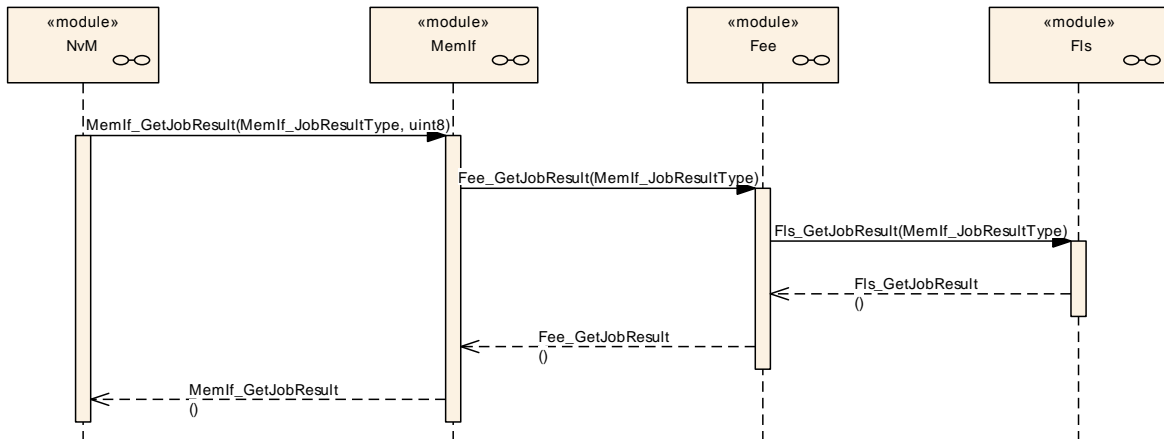 «module»
NvM
«module»
MemIf
«module»
Fee
«module»
Fls
MemIf_GetJobResult(MemIf_JobResultType, uint8)
Fee_GetJobResult(MemIf_JobResultType)
Fls_GetJobResult(MemIf_JobResultType)
Fls_GetJobResult
()
Fee_GetJobResult
()
MemIf_GetJobResult
()